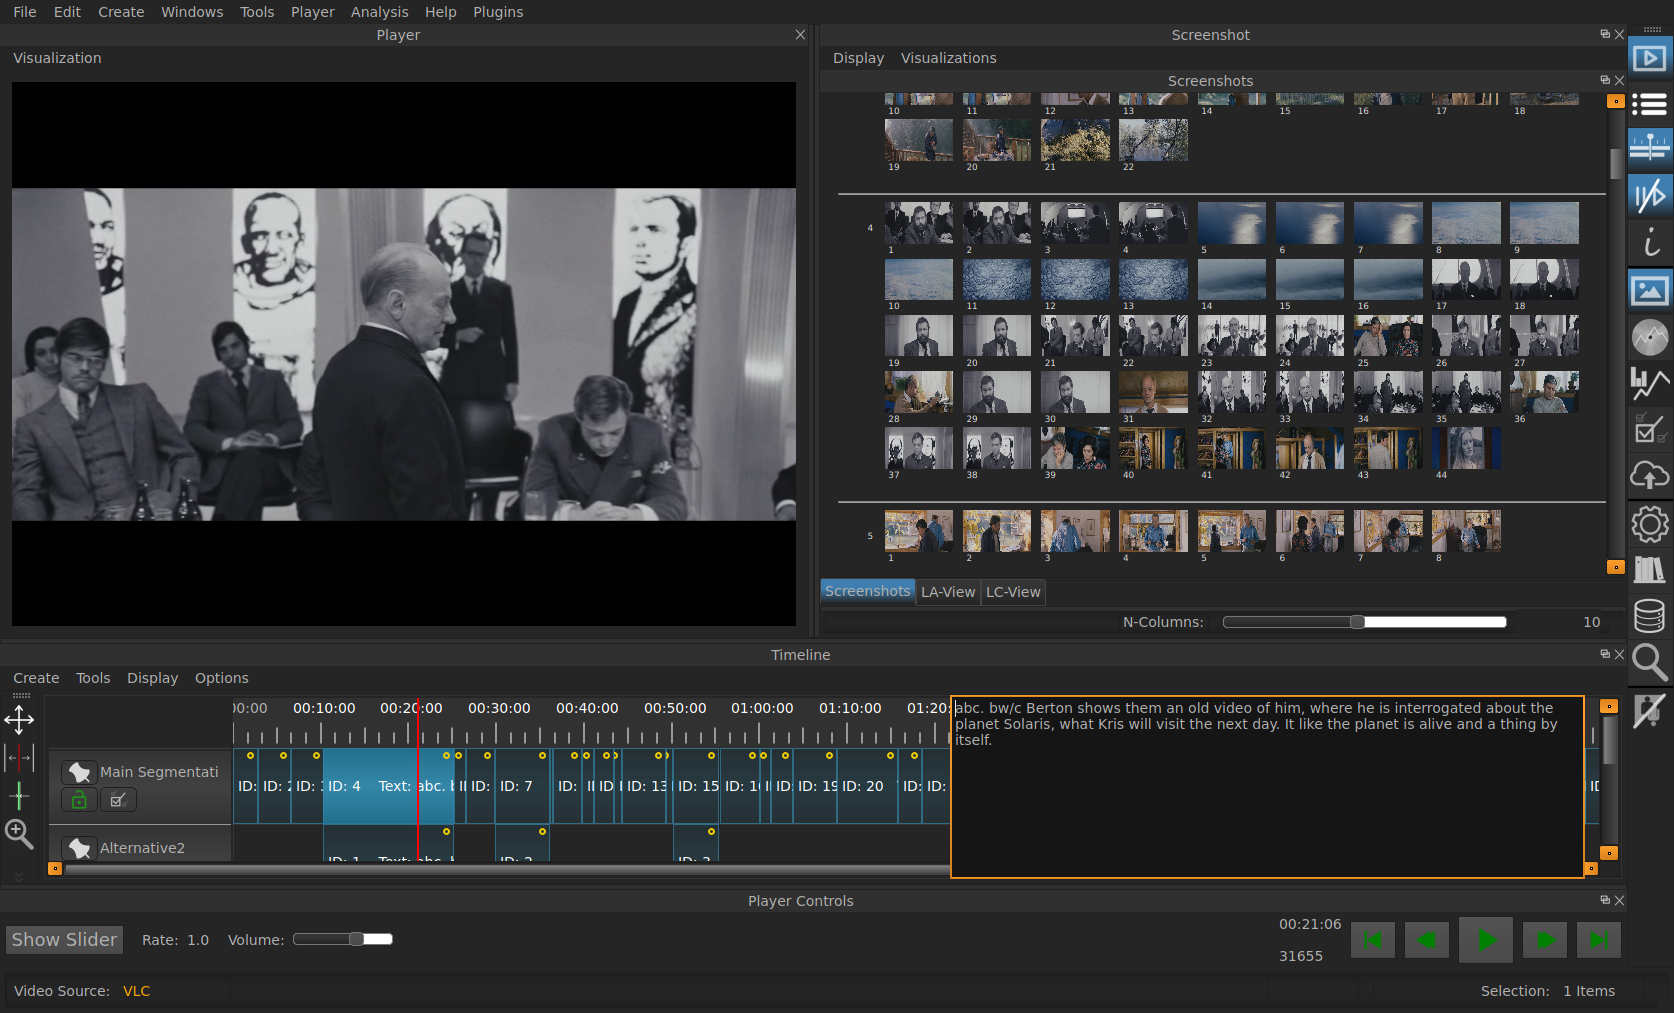 File Edit Create Windows Tools Player Analysis Help Plugins
Player
Visualization
Screenshot
Display Visualizations
Screenshots
10 11 12 13 14 15 16 17 18
19 20 21 22
4
1 2 3 4 5 6 7 8 9
10 11 12 13 14 15 16 17 18
19 20 21 22 23 24 25 26 27
28 29 30 31 32 33 34 35 36
37 38 39 40 41 42 43 44
5
1 2 3 4 5 6 7 8
Screenshots LA-View LC-View
N-Columns: 10
Timeline
Create Tools Display Options
00:10:00 00:20:00 00:30:00 00:40:00 00:50:00 01:00:00 01:10:00 01:20:
abc. bw/c Berton shows them an old video of him, where he is interrogated about the
planet Solaris, what Kris will visit the next day. It like the planet is alive and a thing by
itself.
Main Segmentati
ID: ID: 2 ID: 3 ID: 4 Text: abc. b ID: ID: 7 ID: ID: ID: 13 ID: 15 ID: 16 ID: ID: 19 ID: 20 ID: ID:
Alternative2
ID: 1 Text: abc. b ID: 2 ID: 3
Player Controls
Show Slider Rate: 1.0 Volume:
00:21:06
31655
Video Source: VLC
Selection: 1 Items